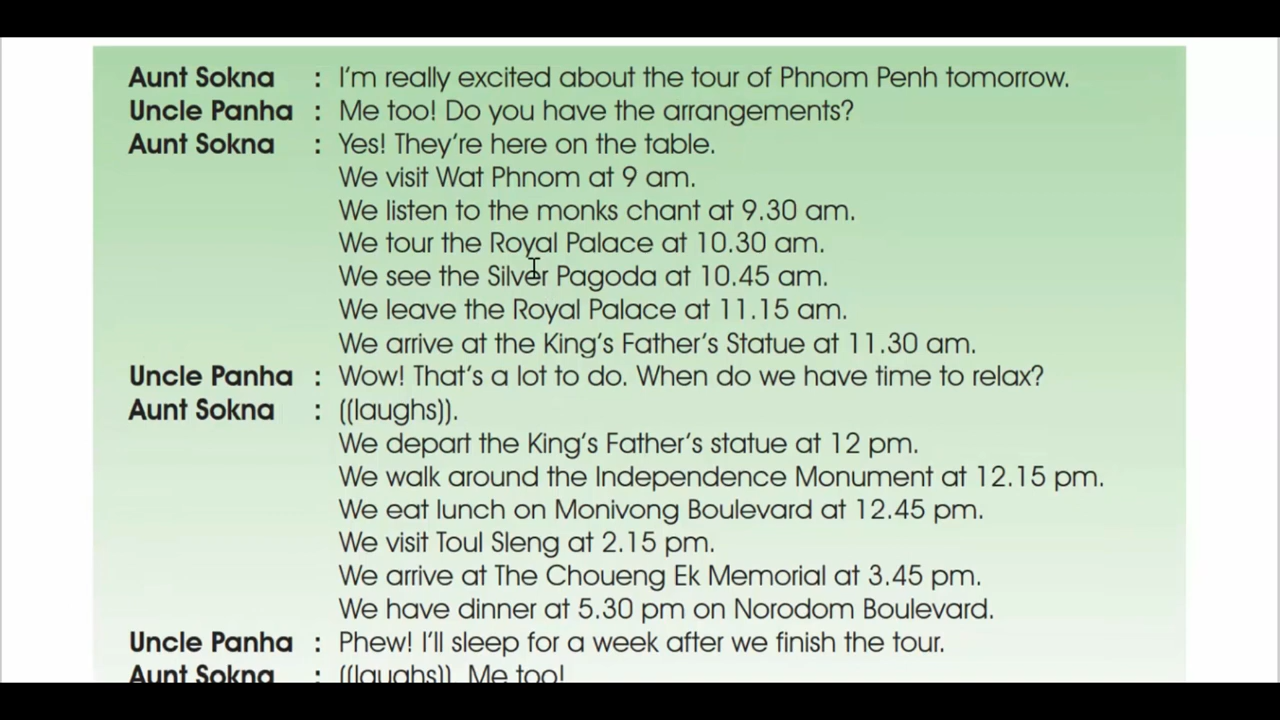 Aunt Sokna : I'm really excited about the tour of Phnom Penh tomorrow.
Uncle Panha : Me too! Do you have the arrangements?
Aunt Sokna : Yes! They're here on the table.
We visit Wat Phnom at 9 am.
We listen to the monks chant at 9.30 am.
We tour the Royal Palace at 10.30 am.
We see the Silver Pagoda at 10.45 am.
We leave the Royal Palace at 11.15 am.
We arrive at the King's Father's Statue at 11.30 am.
Uncle Panha : Wow! That's a lot to do. When do we have time to relax?
Aunt Sokna : ((laughs)).
We depart the King's Father's statue at 12 pm.
We walk around the Independence Monument at 12.15 pm.
We eat lunch on Monivong Boulevard at 12.45 pm.
We visit Toul Sleng at 2.15 pm.
We arrive at The Choueng Ek Memorial at 3.45 pm.
We have dinner at 5.30 pm on Norodom Boulevard.
Uncle Panha : Phew! I'll sleep for a week after we finish the tour.
Aunt Sokna : ((laughs)). Me too!